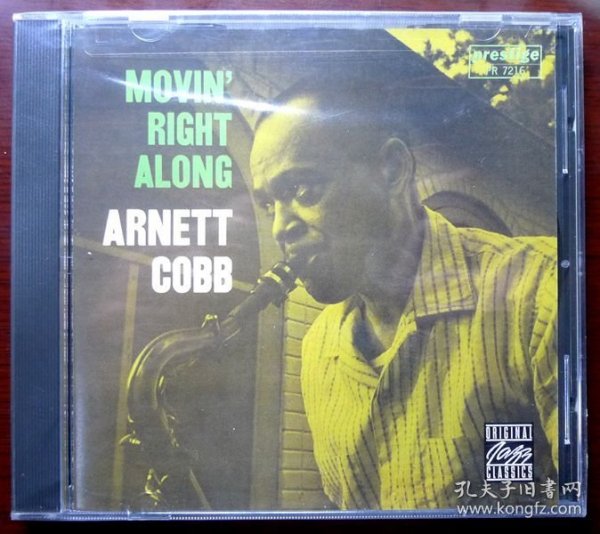 MOVIN'
RIGHT
ALONG
ARNETT
COBB
prestige
PR 7216
ORIGINAL
Jazz
CLASSICS
孔夫子旧書网
www.kongfz.com